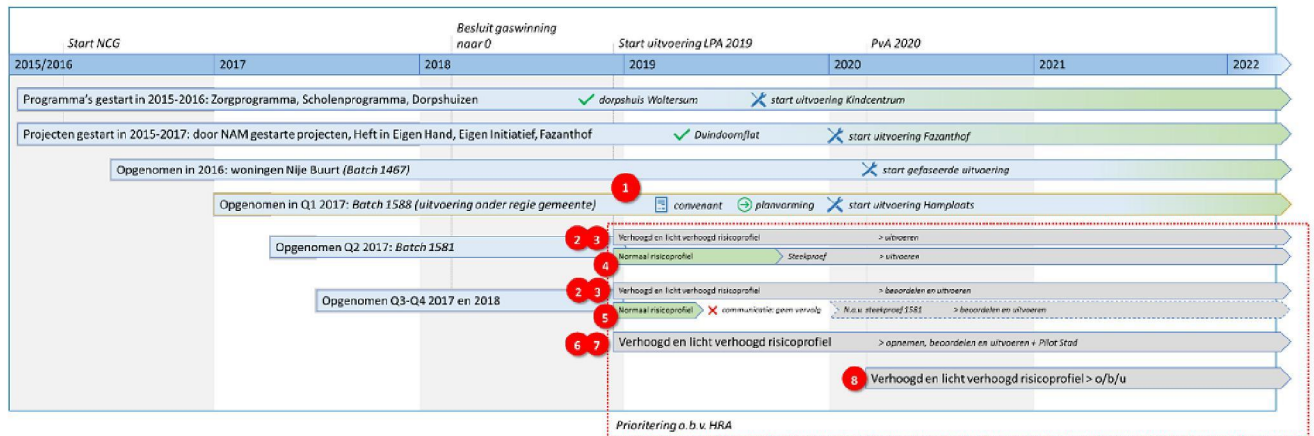 Start NCG
Besluit gaswinning
naar 0
Start uitvoering LPA 2019
PvA 2020
2015/2016 2017 2018 2019 2020 2021 2022
Programma's gestart in 2015-2016: Zorgprogramma, Scholenprogramma, Dorpshuizen
dorpshuis Woltersum
start uitvoering Kindcentrum
Projecten gestart in 2015-2017: door NAM gestarte projecten, Heft in Eigen Hand, Eigen Initiatief, Fazanthof
Duindoornflat
start uitvoering Fazanthof
Opgenomen in 2016: woningen Nije Buurt (Batch 1467)
start gefaseerde uitvoering
1
Opgenomen in Q1 2017: Batch 1588 (uitvoering onder regie gemeente)
convenant
planvorming
start uitvoering Hamplaats
Opgenomen Q2 2017: Batch 1581
2 3
Verhoogd en licht verhoogd risicoprofiel
> uitvoeren
4
Normaal risicoprofiel
Steekproef
> uitvoeren
Opgenomen Q3-Q4 2017 en 2018
2 3
Verhoogd en licht verhoogd risicoprofiel
> beoordelen en uitvoeren
5
Normaal risicoprofiel
communicatie: geen vervolg
N.a.v. steekproef 1581
> beoordelen en uitvoeren
6 7
Verhoogd en licht verhoogd risicoprofiel
> opnemen, beoordelen en uitvoeren + Pilot Stad
8
Verhoogd en licht verhoogd risicoprofiel > o/b/u
Prioritering o.b.v. HRA